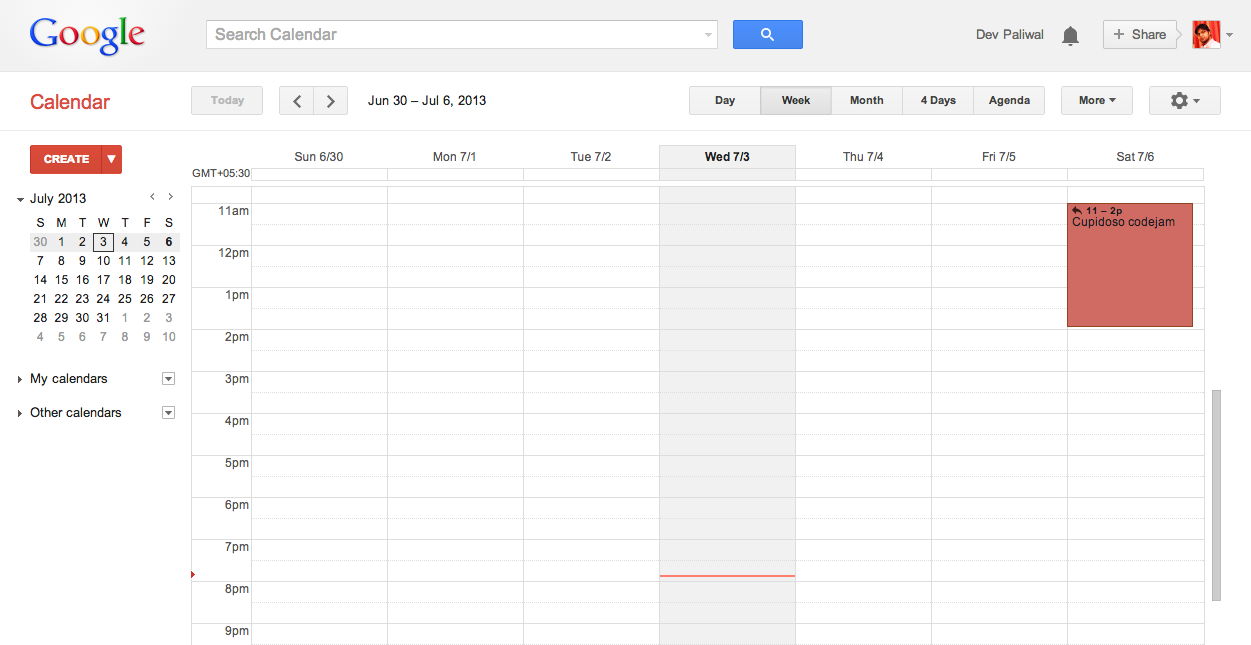 Google
Search Calendar
Dev Paliwal
+ Share
Calendar
Today
Jun 30 – Jul 6, 2013
Day
Week
Month
4 Days
Agenda
More
CREATE
July 2013
S M T W T F S
30 1 2 3 4 5 6
7 8 9 10 11 12 13
14 15 16 17 18 19 20
21 22 23 24 25 26 27
28 29 30 31 1 2 3
4 5 6 7 8 9 10
My calendars
Other calendars
Sun 6/30
Mon 7/1
Tue 7/2
Wed 7/3
Thu 7/4
Fri 7/5
Sat 7/6
GMT+05:30
11am
12pm
1pm
2pm
3pm
4pm
5pm
6pm
7pm
8pm
9pm
11 – 2p
Cupidoso codejam